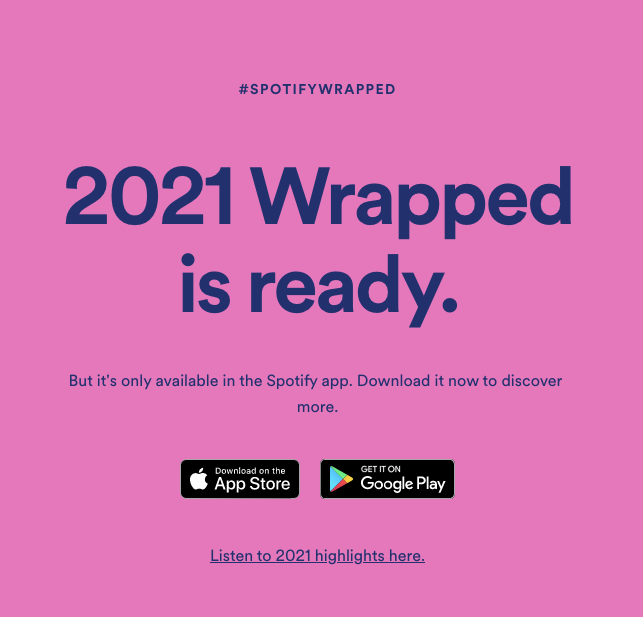 #SPOTIFYWRAPPED
2021 Wrapped
is ready.
But it's only available in the Spotify app. Download it now to discover
more.
Download on the
App Store
GET IT ON
Google Play
Listen to 2021 highlights here.